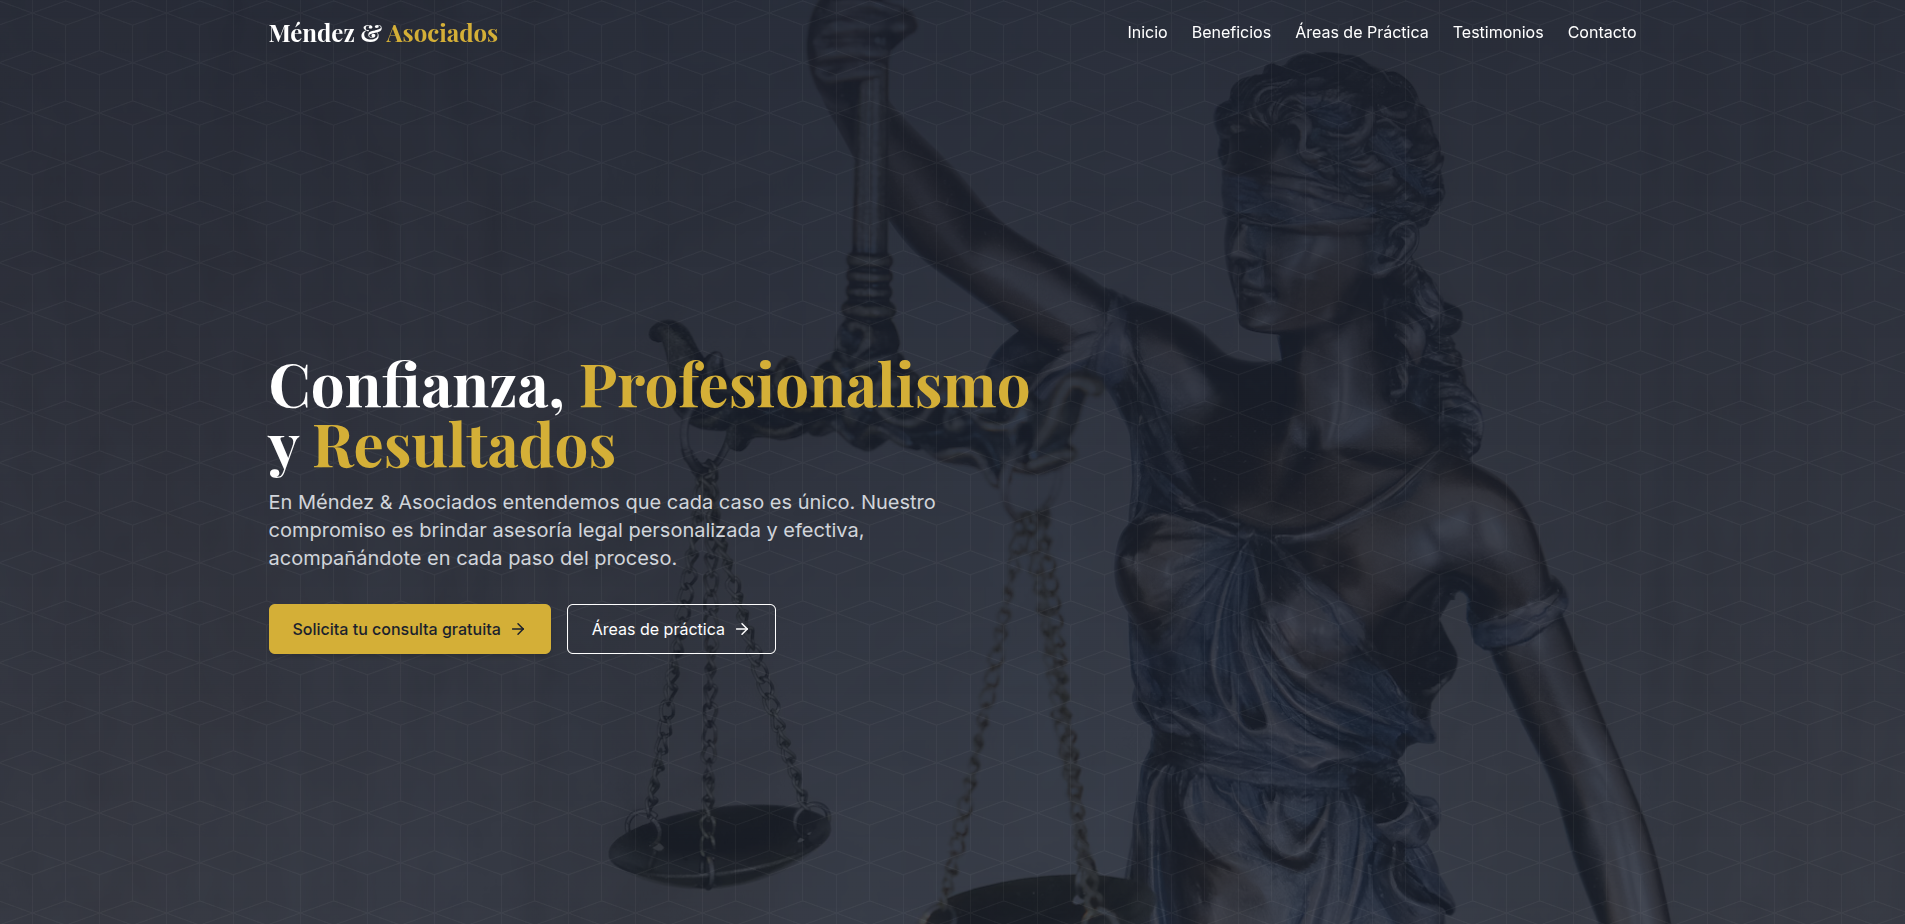 Méndez & Asociados
Inicio
Beneficios
Áreas de Práctica
Testimonios
Contacto
Confianza, Profesionalismo
y Resultados
En Méndez & Asociados entendemos que cada caso es único. Nuestro
compromiso es brindar asesoría legal personalizada y efectiva,
acompañándote en cada paso del proceso.
Solicita tu consulta gratuita →
Áreas de práctica →